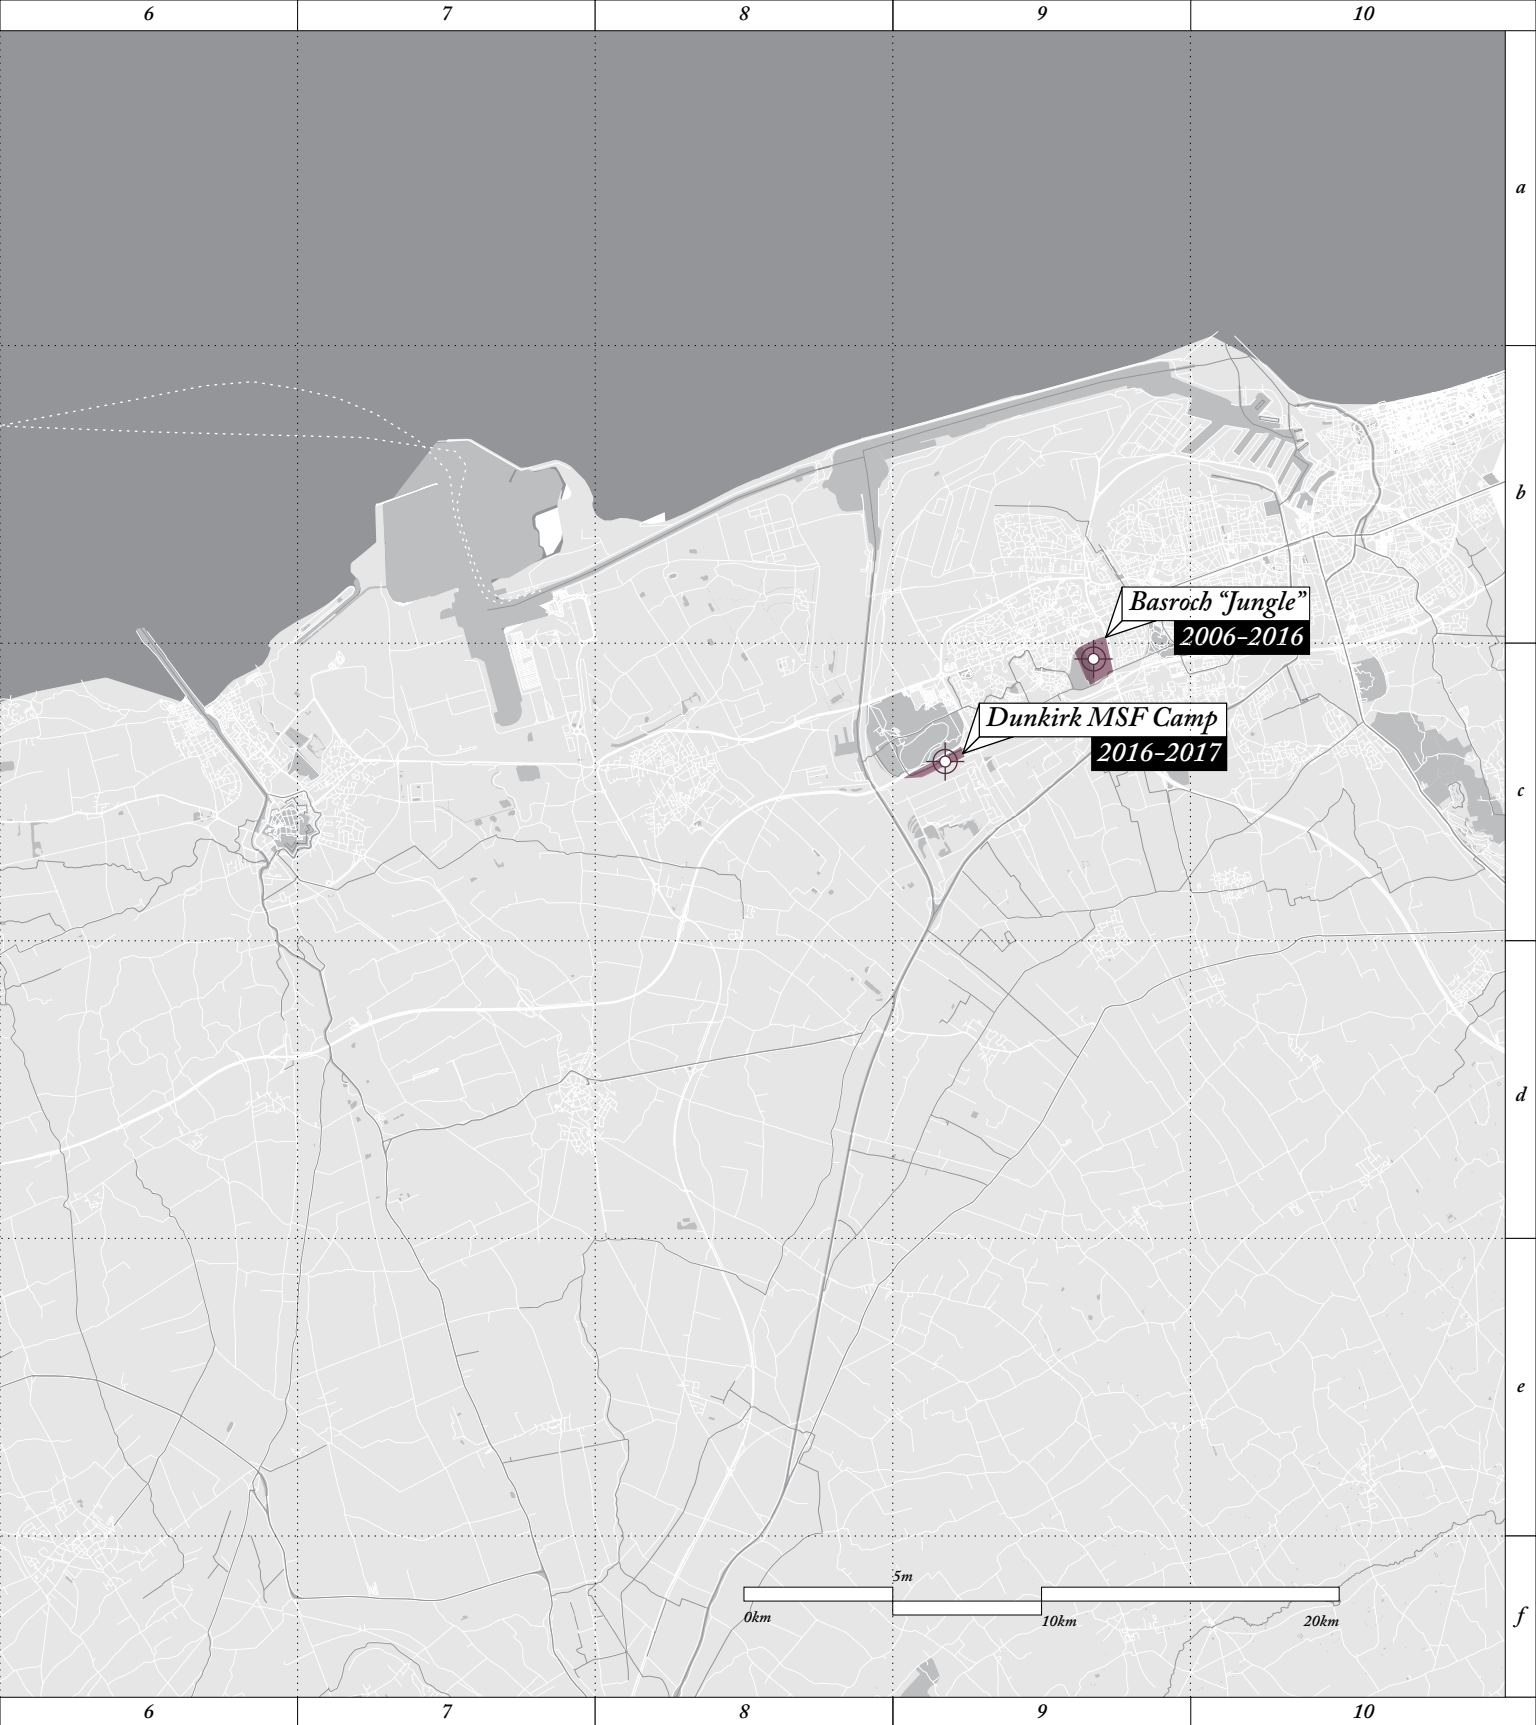 6 7 8 9 10
a
b
Basroch “Jungle”
2006-2016
Dunkirk MSF Camp
2016-2017
c
d
e
5m
0km 10km 20km
f
6 7 8 9 10